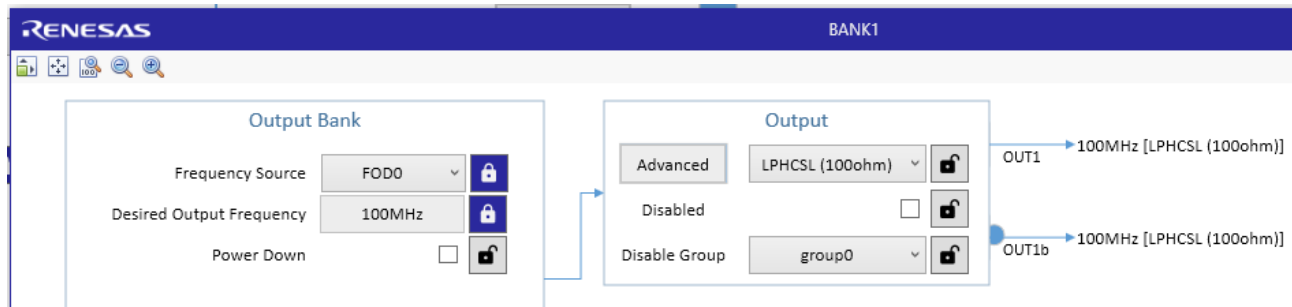 RENESAS
BANK1
100
Output Bank
Frequency Source
FOD0
Desired Output Frequency
100MHz
Power Down
Output
Advanced
LPHCSL (100ohm)
Disabled
Disable Group
group0
OUT1
100MHz [LPHCSL (100ohm)]
OUT1b
100MHz [LPHCSL (100ohm)]